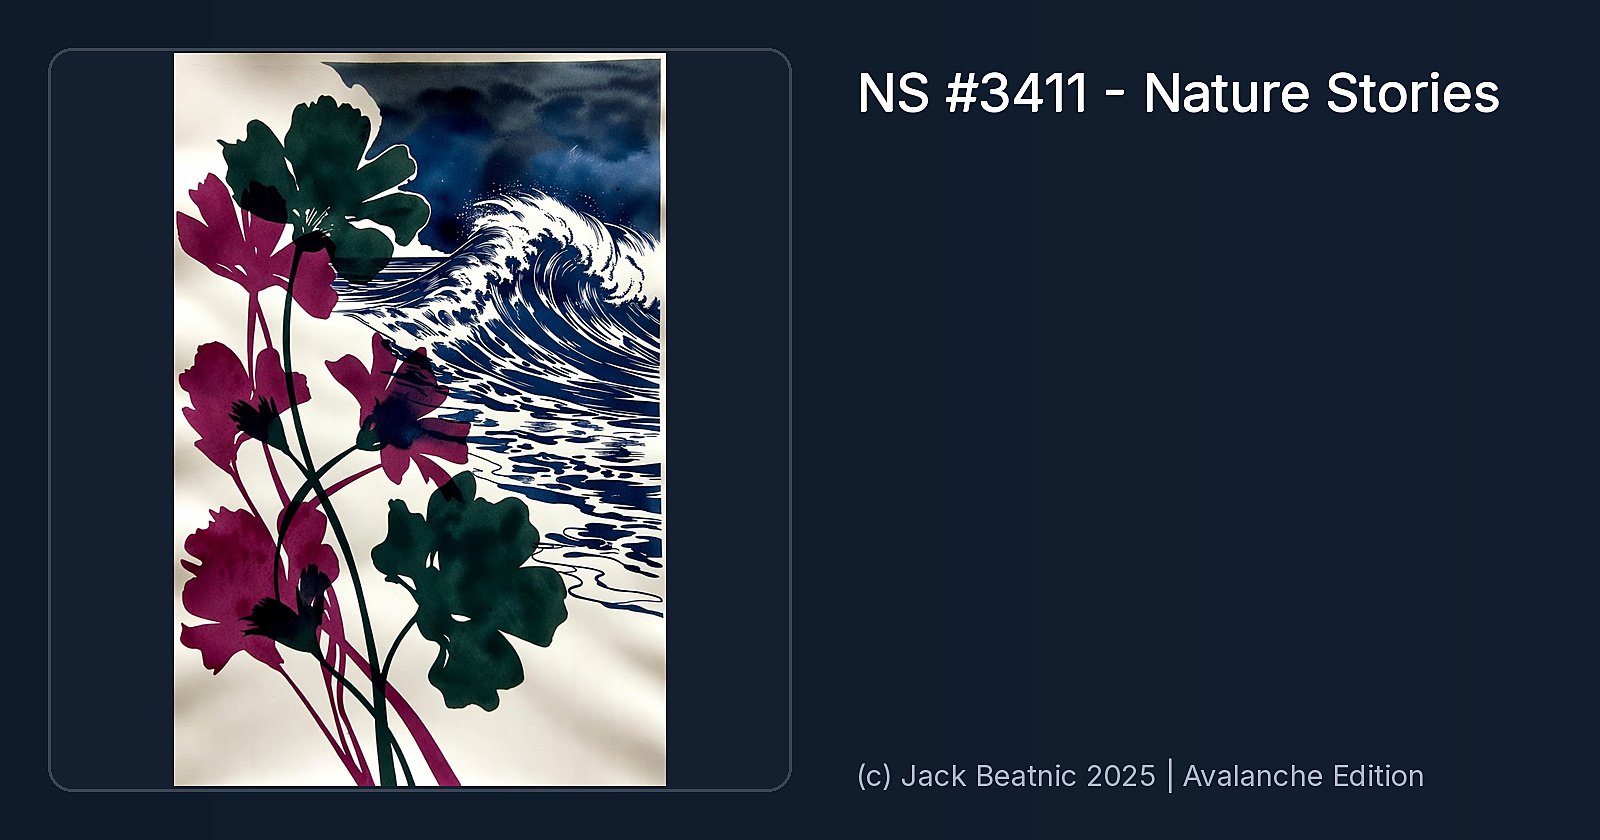 NS #3411 - Nature Stories
(c) Jack Beatnic 2025 | Avalanche Edition